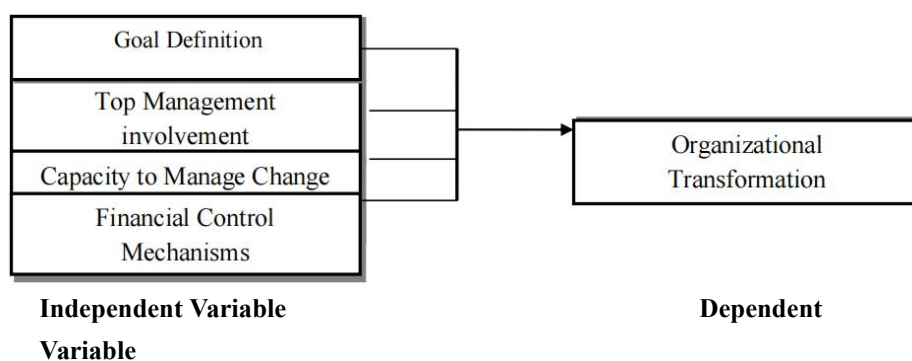 Goal Definition
Top Management
involvement
Capacity to Manage Change
Financial Control
Mechanisms
Organizational
Transformation
Independent Variable Dependent
Variable